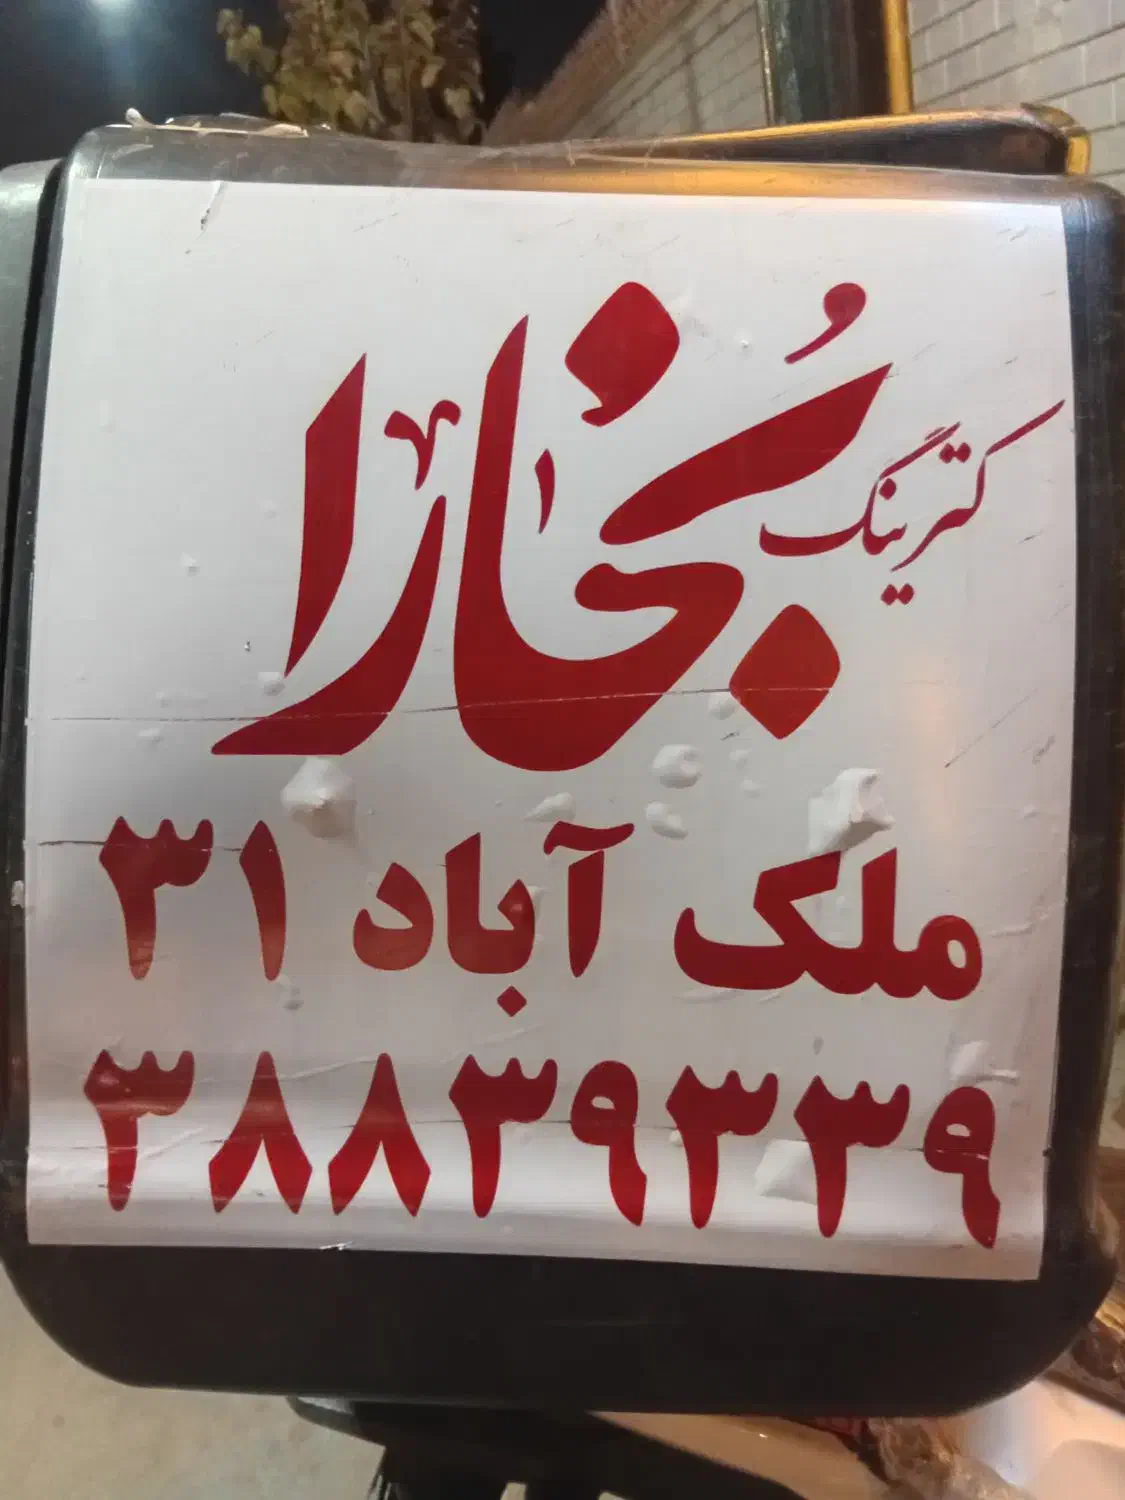 کترینگ بُخارا
ملک آباد ۳۱
۳۸۸۳۹۳۳۹